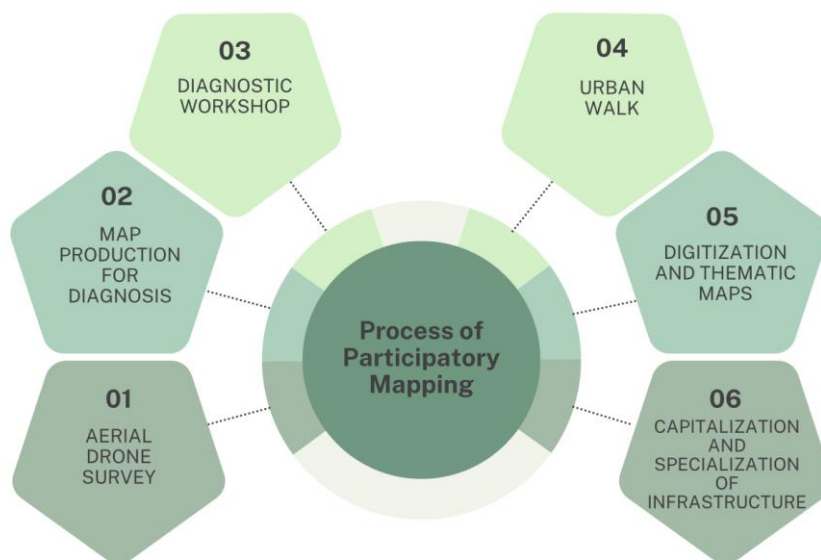 03
DIAGNOSTIC
WORKSHOP
04
URBAN
WALK
02
MAP
PRODUCTION
FOR
DIAGNOSIS
05
DIGITIZATION
AND THEMATIC
MAPS
Process of
Participatory
Mapping
01
AERIAL
DRONE
SURVEY
06
CAPITALIZATION
AND
SPECIALIZATION
OF
INFRASTRUCTURE